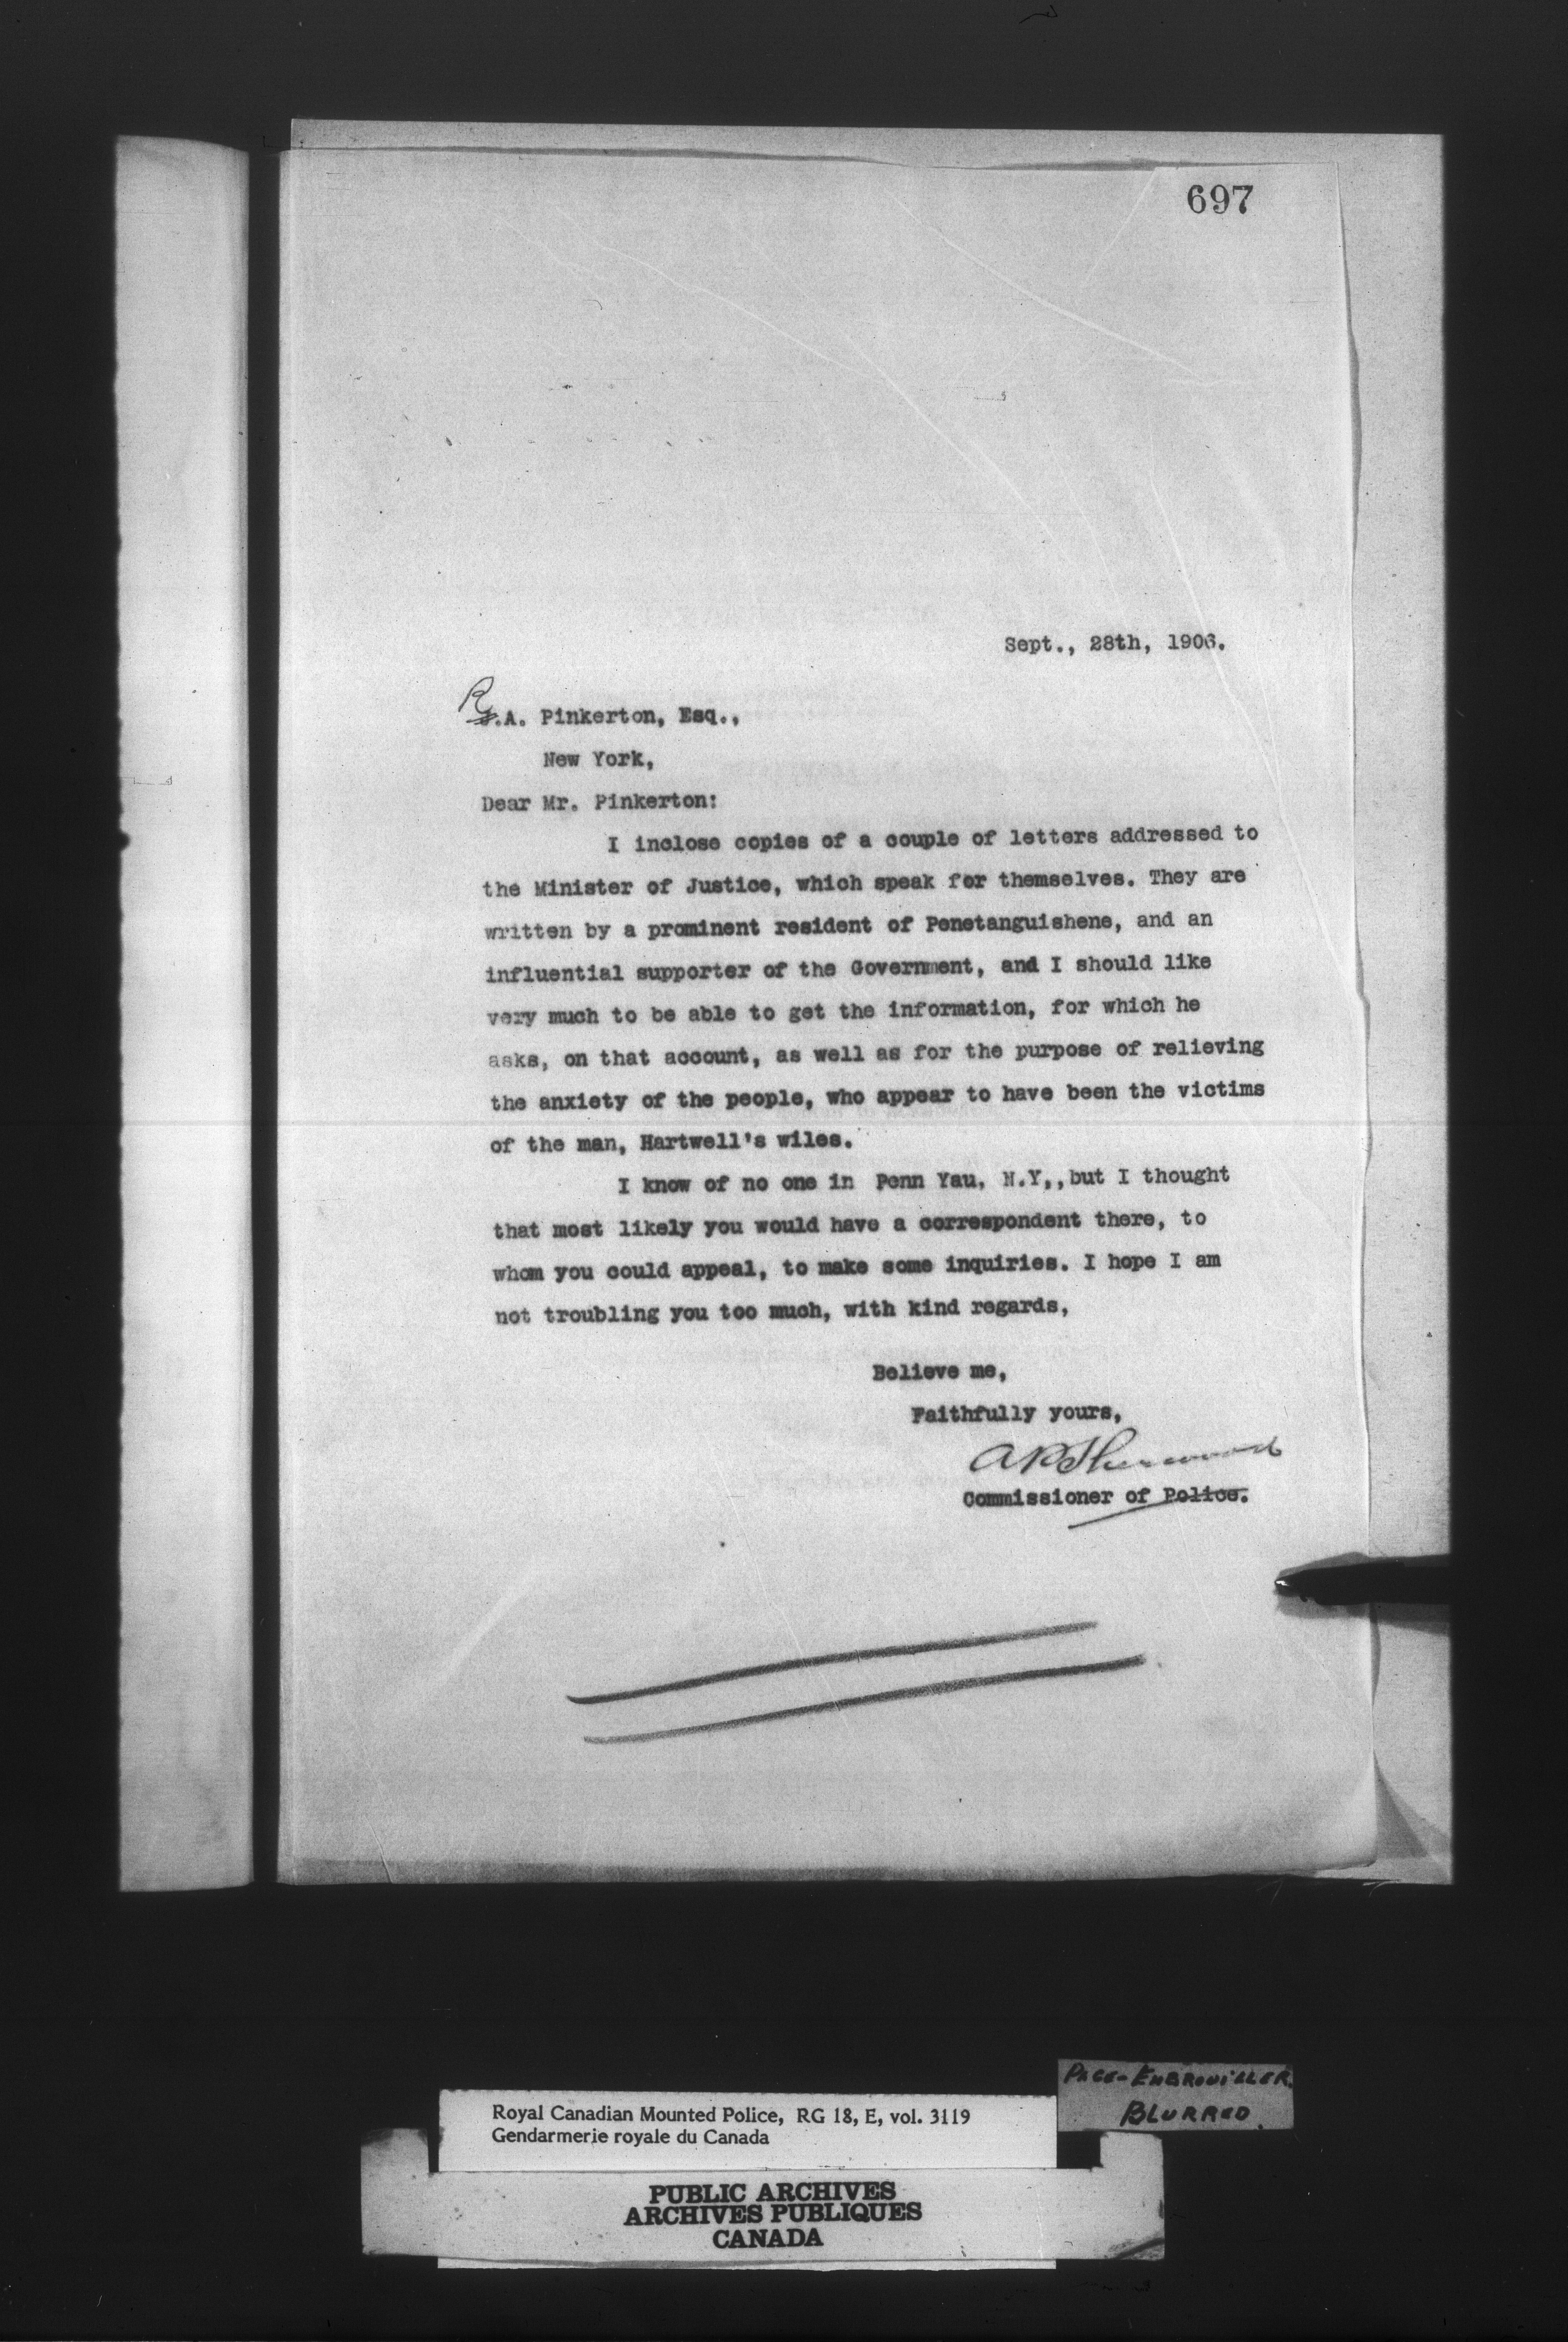 697
Sept., 28th, 1906.
R.A. Pinkerton, Esq.,
New York,
Dear Mr. Pinkerton:
I inclose copies of a couple of letters addressed to
the Minister of Justice, which speak for themselves. They are
written by a prominent resident of Penetanguishene, and an
influential supporter of the Government, and I should like
very much to be able to get the information, for which he
asks, on that account, as well as for the purpose of relieving
the anxiety of the people, who appear to have been the victims
of the man, Hartwell's wiles.
I know of no one in Penn Yau, N.Y,,but I thought
that most likely you would have a correspondent there, to
whom you could appeal, to make some inquiries. I hope I am
not troubling you too much, with kind regards,
Believe me,
Faithfully yours,
APSherwood
Commissioner of Police.
PAGE-EMBROUILLER.
BLURRED.
Royal Canadian Mounted Police, RG 18, E, vol. 3119
Gendarmerie royale du Canada
PUBLIC ARCHIVES
ARCHIVES PUBLIQUES
CANADA